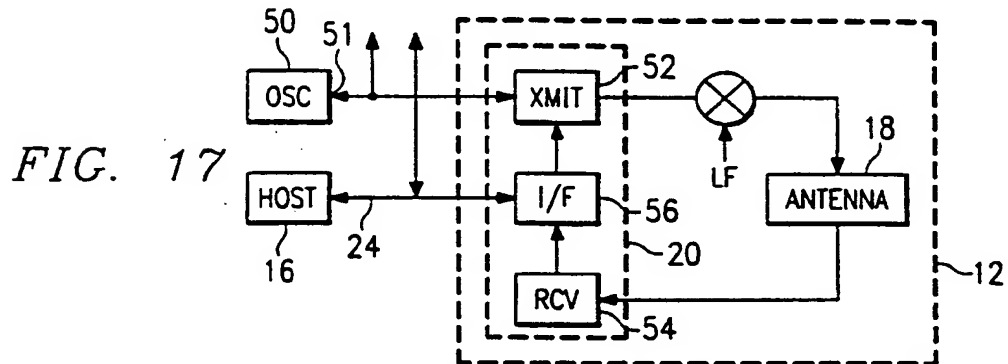 50
51
OSC
XMIT
52
LF
18
ANTENNA
FIG. 17
HOST
16
24
I/F
56
20
RCV
54
12